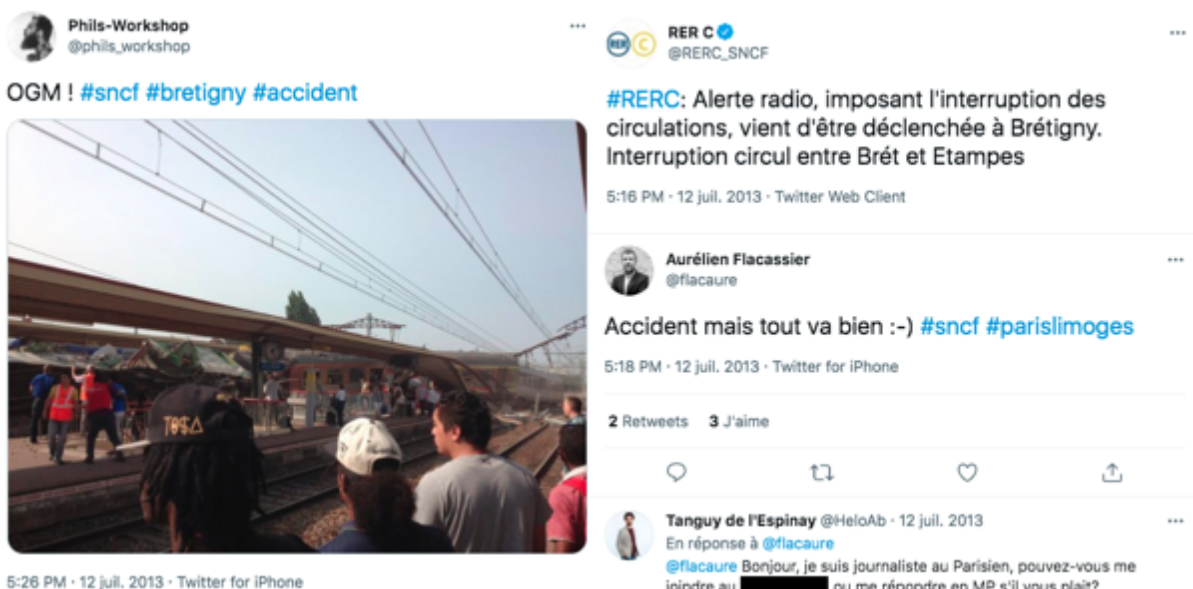 Phils-Workshop
@phils_workshop
OGM ! #sncf #bretigny #accident
TO$A
5:26 PM · 12 juil. 2013 · Twitter for iPhone
RER C
@RERC_SNCF
#RERC: Alerte radio, imposant l'interruption des
circulations, vient d'être déclenchée à Brétigny.
Interruption circul entre Brét et Etampes
5:16 PM · 12 juil. 2013 · Twitter Web Client
Aurélien Flacassier
@flacaure
Accident mais tout va bien :-) #sncf #parislimoges
5:18 PM · 12 juil. 2013 · Twitter for iPhone
2 Retweets 3 J'aime
Tanguy de l'Espinay @HeloAb · 12 juil. 2013
En réponse à @flacaure
@flacaure Bonjour, je suis journaliste au Parisien, pouvez-vous me
joindre au ou me répondre en MP s'il vous plait?